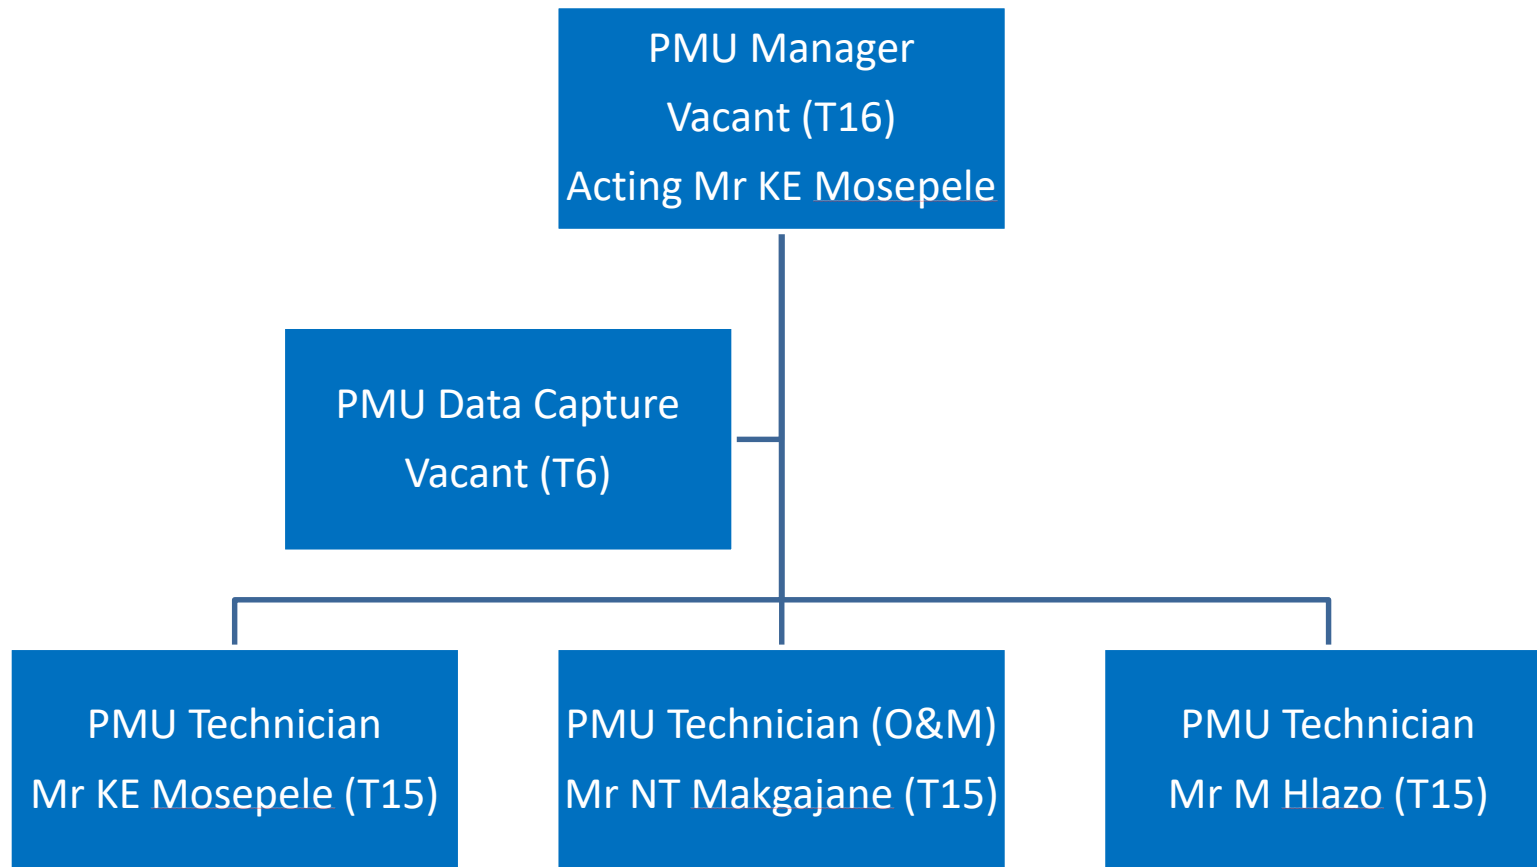 PMU Manager
Vacant (T16)
Acting Mr KE Mosepele
PMU Data Capture
Vacant (T6)
PMU Technician
Mr KE Mosepele (T15)
PMU Technician (O&M)
Mr NT Makgajane (T15)
PMU Technician
Mr M Hlazo (T15)